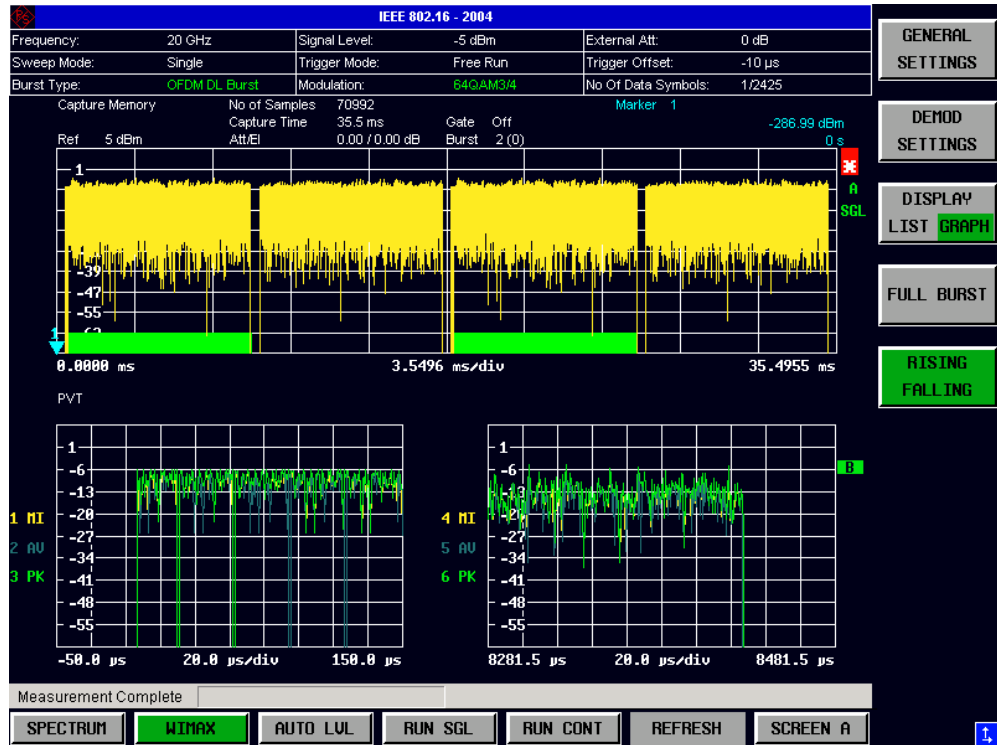 IEEE 802.16 - 2004
Frequency: 20 GHz Signal Level: -5 dBm External Att: 0 dB
Sweep Mode: Single Trigger Mode: Free Run Trigger Offset: -10 µs
Burst Type: OFDM DL Burst Modulation: 64QAM3/4 No Of Data Symbols: 1/2425
Capture Memory No of Samples 70992 Marker 1
Capture Time 35.5 ms Gate Off -286.99 dBm
Ref 5 dBm Att/El 0.00 / 0.00 dB Burst 2 (0) 0 s
1
A
SGL
-39
-47
-55
1
0.0000 ms 3.5496 ms/div 35.4955 ms
PVT
1 1
-6 -6 B
-13 -13
1 MI -20 4 MI -20
-27 -27
2 AV 5 AV
-34 -34
3 PK -41 6 PK -41
-48 -48
-55 -55
-50.0 µs 20.0 µs/div 150.0 µs 8281.5 µs 20.0 µs/div 8481.5 µs
Measurement Complete
SPECTRUM WIMAX AUTO LVL RUN SGL RUN CONT REFRESH SCREEN A
GENERAL
SETTINGS
DEMOD
SETTINGS
DISPLAY
LIST GRAPH
FULL BURST
RISING
FALLING